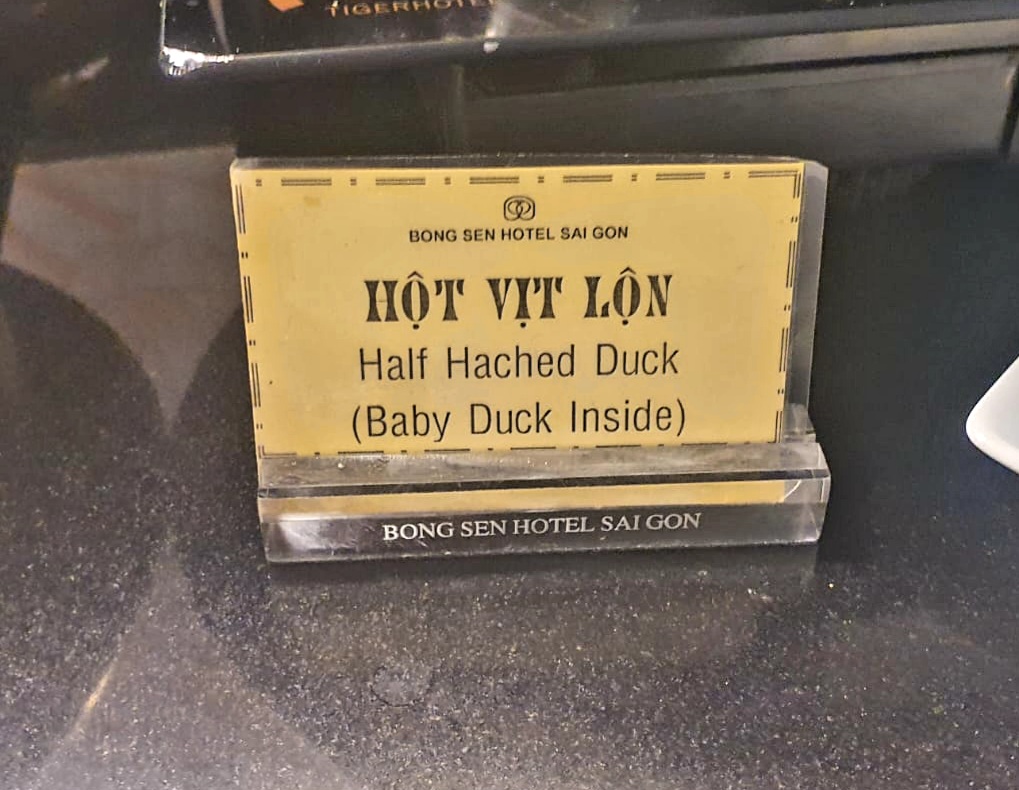 TIGERHOTEL
BONG SEN HOTEL SAI GON
HỘT VỊT LỘN
Half Hached Duck
(Baby Duck Inside)
BONG SEN HOTEL SAI GON